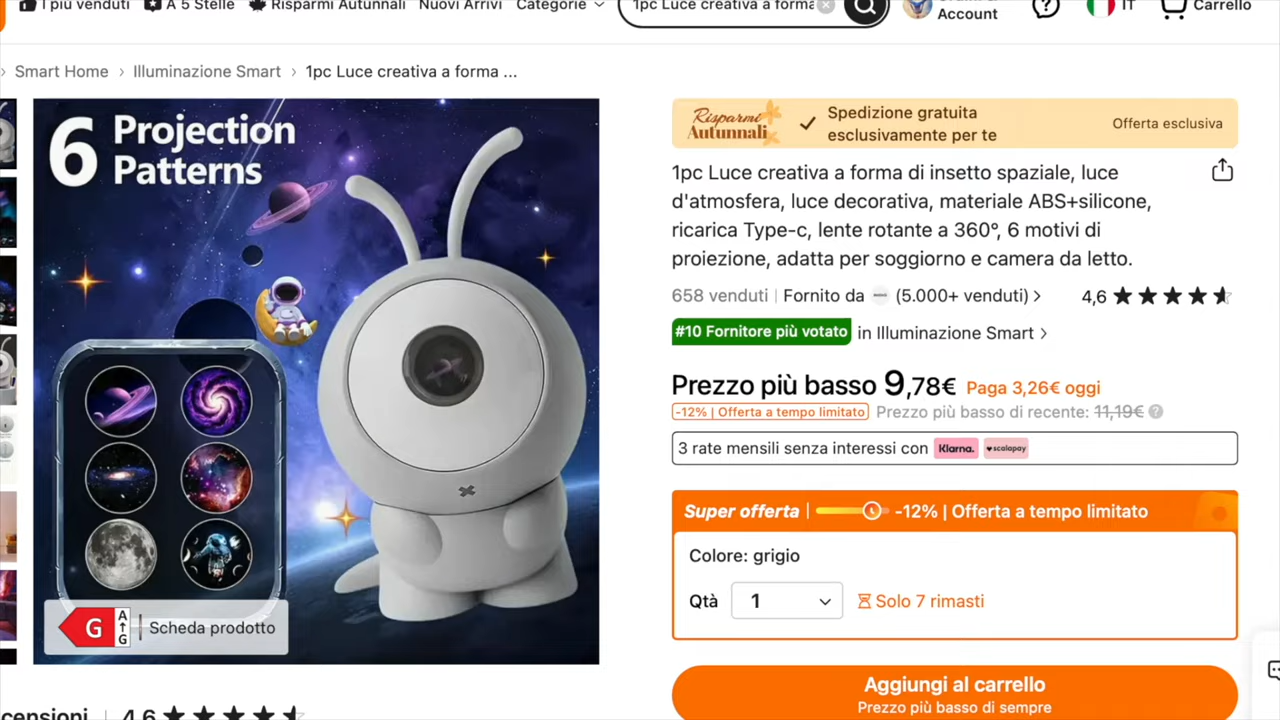 I più venduti
A 5 Stelle
Risparmi Autunnali
Nuovi Arrivi
Categorie
1pc Luce creativa a forma
Account
IT
Carrello
Smart Home › Illuminazione Smart › 1pc Luce creativa a forma ...
6 Projection
Patterns
G
A
G
Scheda prodotto
Risparmi
Autunnali
Spedizione gratuita
esclusivamente per te
Offerta esclusiva
1pc Luce creativa a forma di insetto spaziale, luce
d'atmosfera, luce decorativa, materiale ABS+silicone,
ricarica Type-c, lente rotante a 360°, 6 motivi di
proiezione, adatta per soggiorno e camera da letto.
658 venduti | Fornito da (5.000+ venduti) › 4,6
#10 Fornitore più votato in Illuminazione Smart ›
Prezzo più basso 9,78€ Paga 3,26€ oggi
-12% | Offerta a tempo limitato Prezzo più basso di recente: 11,19€
3 rate mensili senza interessi con Klarna. scalapay
Super offerta | -12% | Offerta a tempo limitato
Colore: grigio
Qtà 1 Solo 7 rimasti
Aggiungi al carrello
Prezzo più basso di sempre
censioni | 4,6